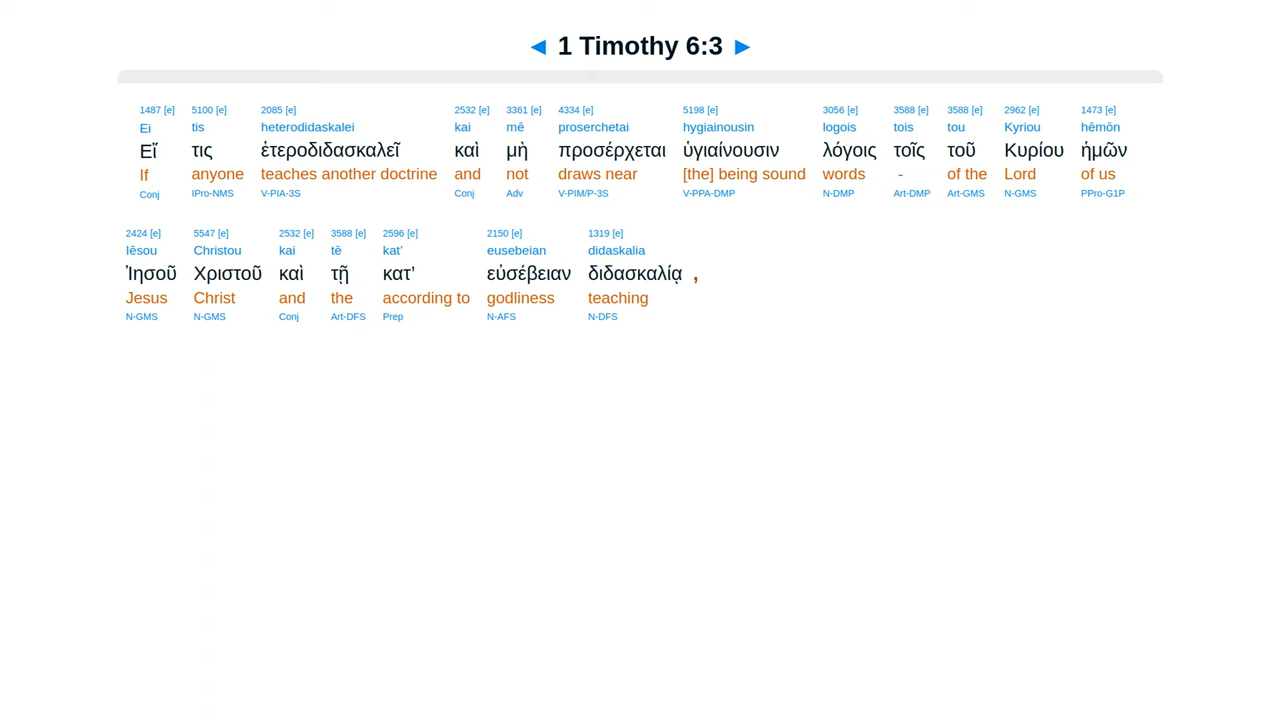 ◄ 1 Timothy 6:3 ►
1487 [e] 5100 [e] 2085 [e] 2532 [e] 3361 [e] 4334 [e] 5198 [e] 3056 [e] 3588 [e] 3588 [e] 2962 [e] 1473 [e]
Ei tis heterodidaskalei kai mē proserchetai hygiainousin logois tois tou Kyriou hēmōn
Εἴ τις ἑτεροδιδασκαλεῖ καὶ μὴ προσέρχεται ὑγιαίνουσιν λόγοις τοῖς τοῦ Κυρίου ἡμῶν
If anyone teaches another doctrine and not draws near [the] being sound words - of the Lord of us
Conj IPro-NMS V-PIA-3S Conj Adv V-PIM/P-3S V-PPA-DMP N-DMP Art-DMP Art-GMS N-GMS PPro-G1P
2424 [e] 5547 [e] 2532 [e] 3588 [e] 2596 [e] 2150 [e] 1319 [e]
Iēsou Christou kai tē kat’ eusebeian didaskalia
Ἰησοῦ Χριστοῦ καὶ τῇ κατ’ εὐσέβειαν διδασκαλίᾳ ,
Jesus Christ and the according to godliness teaching
N-GMS N-GMS Conj Art-DFS Prep N-AFS N-DFS